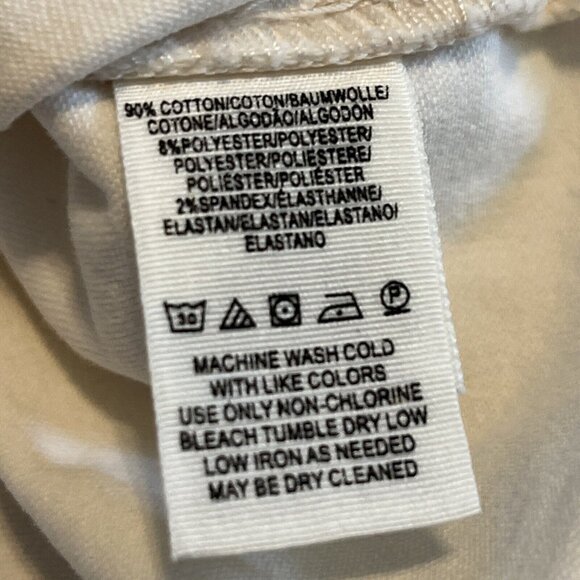 90% COTTON/COTON/BAUMWOLLE/
COTONE/ALGODÃO/ALGODÓN
8%POLYESTER/POLYESTER/
POLYESTER/POLIESTERE/
POLIESTER/POLIÉSTER
2%SPANDEX/ÉLASTHANNE/
ELASTAN/ELASTAN/ELASTANO/
ELASTANO
30
P
MACHINE WASH COLD
WITH LIKE COLORS
USE ONLY NON-CHLORINE
BLEACH TUMBLE DRY LOW
LOW IRON AS NEEDED
MAY BE DRY CLEANED